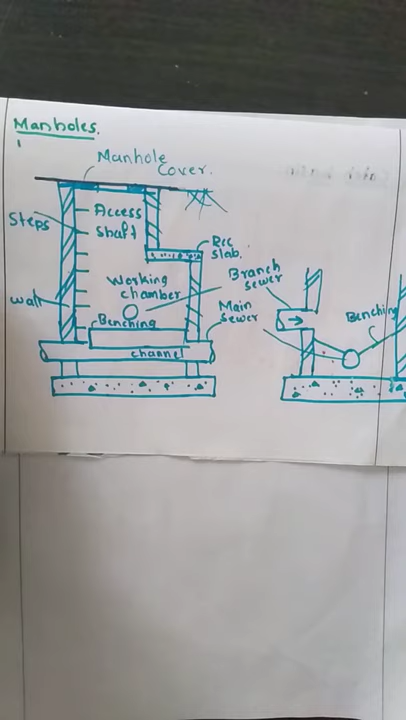 Manholes.
Manhole
Cover.
Access
shaft
Steps
Rcc
slab.
Working
chamber
Branch
sewer
wall
Main
sewer
Benching
Benching
channel